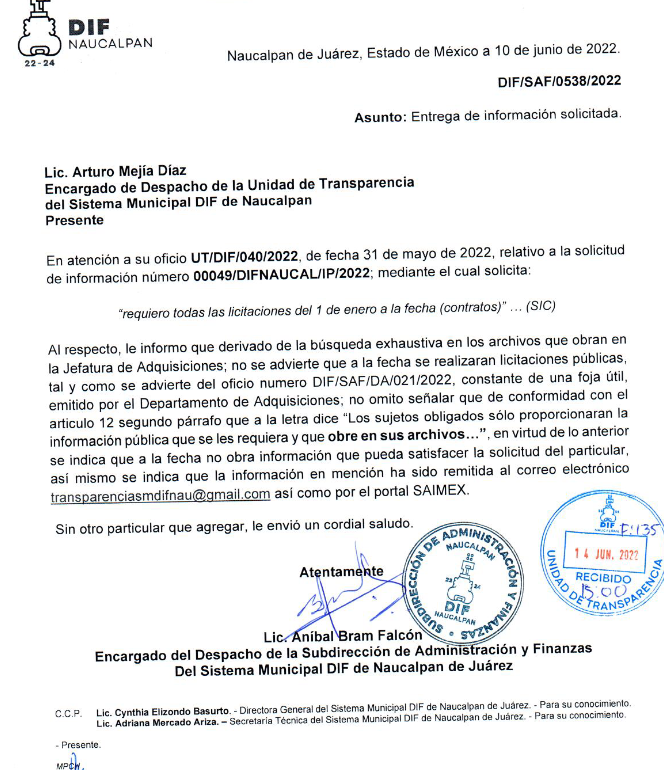 DIF
NAUCALPAN
22-24
Naucalpan de Juárez, Estado de México a 10 de junio de 2022.
DIF/SAF/0538/2022
Asunto: Entrega de información solicitada.
Lic. Arturo Mejía Díaz
Encargado de Despacho de la Unidad de Transparencia
del Sistema Municipal DIF de Naucalpan
Presente
En atención a su oficio UT/DIF/040/2022, de fecha 31 de mayo de 2022, relativo a la solicitud
de información número 00049/DIFNAUCAL/IP/2022; mediante el cual solicita:
“requiero todas las licitaciones del 1 de enero a la fecha (contratos)” … (SIC)
Al respecto, le informo que derivado de la búsqueda exhaustiva en los archivos que obran en
la Jefatura de Adquisiciones; no se advierte que a la fecha se realizaran licitaciones públicas,
tal y como se advierte del oficio numero DIF/SAF/DA/021/2022, constante de una foja útil,
emitido por el Departamento de Adquisiciones; no omito señalar que de conformidad con el
articulo 12 segundo párrafo que a la letra dice “Los sujetos obligados sólo proporcionaran la
información pública que se les requiera y que obre en sus archivos…”, en virtud de lo anterior
se indica que a la fecha no obra información que pueda satisfacer la solicitud del particular,
así mismo se indica que la información en mención ha sido remitida al correo electrónico
transparenciasmdifnau@gmail.com así como por el portal SAIMEX.
Sin otro particular que agregar, le envió un cordial saludo.
Atentamente
SUBDIRECCIÓN DE ADMINISTRACIÓN Y FINANZAS
NAUCALPAN
22 24
DIF
NAUCALPAN
DIF
F:135
14 JUN. 2022
RECIBIDO
15:00
UNIDAD DE TRANSPARENCIA
Lic. Aníbal Bram Falcón
Encargado del Despacho de la Subdirección de Administración y Finanzas
Del Sistema Municipal DIF de Naucalpan de Juárez
C.C.P. Lic. Cynthia Elizondo Basurto. - Directora General del Sistema Municipal DIF de Naucalpan de Juárez. - Para su conocimiento.
Lic. Adriana Mercado Ariza. – Secretaría Técnica del Sistema Municipal DIF de Naucalpan de Juárez. - Para su conocimiento.
- Presente.